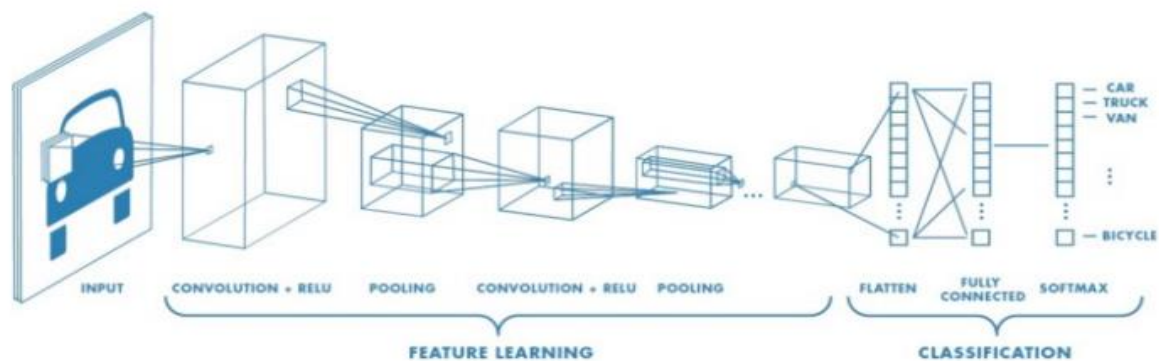 CAR
TRUCK
VAN
BICYCLE
INPUT
CONVOLUTION + RELU
POOLING
CONVOLUTION + RELU
POOLING
FLATTEN
FULLY
CONNECTED
SOFTMAX
FEATURE LEARNING
CLASSIFICATION